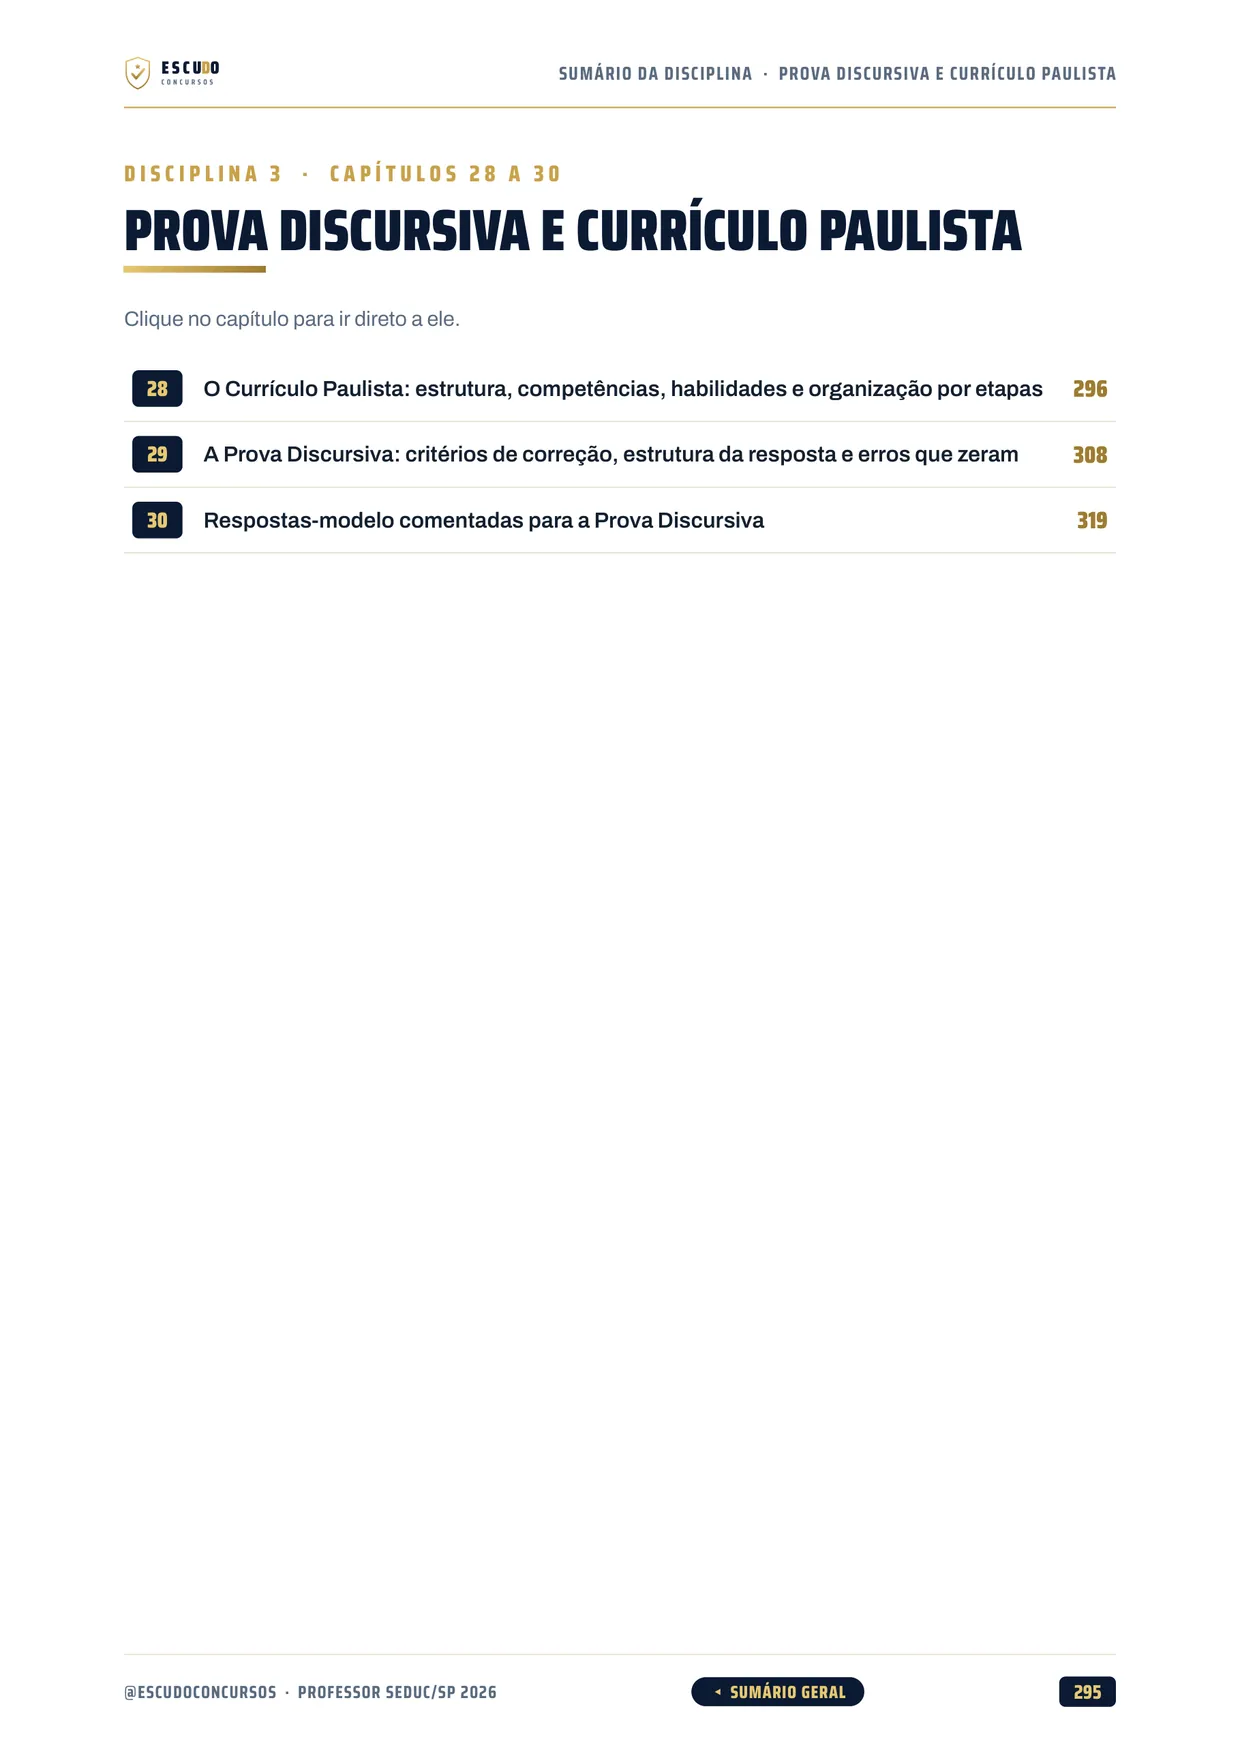 ESCUDO
CONCURSOS
SUMÁRIO DA DISCIPLINA · PROVA DISCURSIVA E CURRÍCULO PAULISTA
DISCIPLINA 3 · CAPÍTULOS 28 A 30
PROVA DISCURSIVA E CURRÍCULO PAULISTA
Clique no capítulo para ir direto a ele.
28 O Currículo Paulista: estrutura, competências, habilidades e organização por etapas 296
29 A Prova Discursiva: critérios de correção, estrutura da resposta e erros que zeram 308
30 Respostas-modelo comentadas para a Prova Discursiva 319
@ESCUDOCONCURSOS · PROFESSOR SEDUC/SP 2026 ◂ SUMÁRIO GERAL 295